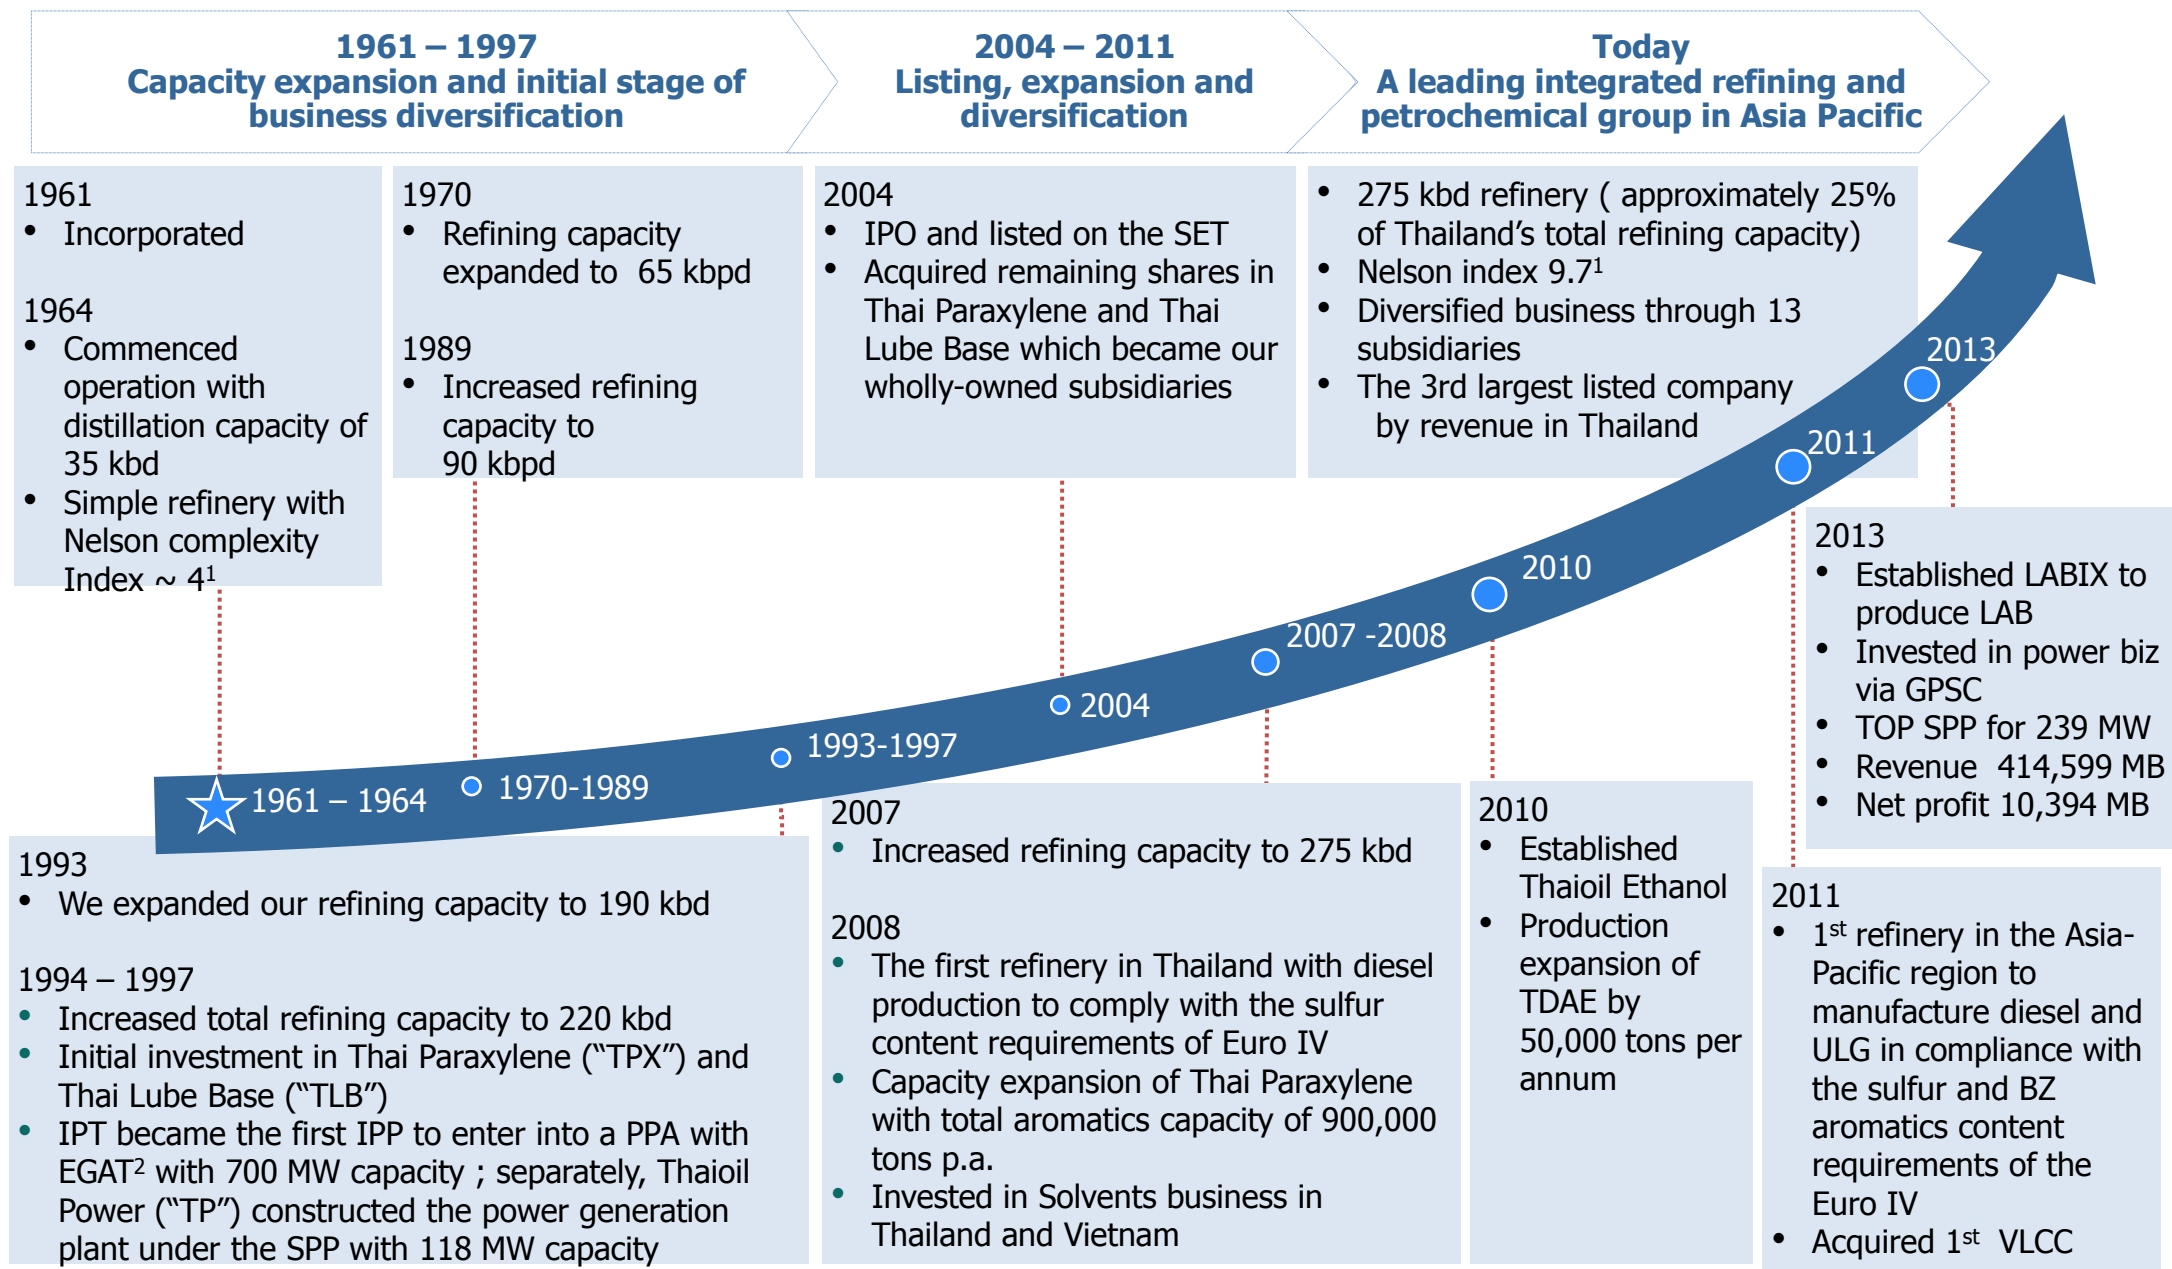 1961 – 1997
Capacity expansion and initial stage of
business diversification
2004 – 2011
Listing, expansion and
diversification
Today
A leading integrated refining and
petrochemical group in Asia Pacific
1961
• Incorporated
1964
• Commenced
operation with
distillation capacity of
35 kbd
• Simple refinery with
Nelson complexity
Index ~ 4¹
1970
• Refining capacity
expanded to 65 kbpd
1989
• Increased refining
capacity to
90 kbpd
2004
• IPO and listed on the SET
• Acquired remaining shares in
Thai Paraxylene and Thai
Lube Base which became our
wholly-owned subsidiaries
• 275 kbd refinery ( approximately 25%
of Thailand’s total refining capacity)
• Nelson index 9.7¹
• Diversified business through 13
subsidiaries
• The 3rd largest listed company
by revenue in Thailand
1961 – 1964
1970-1989
1993-1997
2004
2007 -2008
2010
2011
2013
1993
• We expanded our refining capacity to 190 kbd
1994 – 1997
• Increased total refining capacity to 220 kbd
• Initial investment in Thai Paraxylene (“TPX”) and
Thai Lube Base (“TLB”)
• IPT became the first IPP to enter into a PPA with
EGAT² with 700 MW capacity ; separately, Thaioil
Power (“TP”) constructed the power generation
plant under the SPP with 118 MW capacity
2007
• Increased refining capacity to 275 kbd
2008
• The first refinery in Thailand with diesel
production to comply with the sulfur
content requirements of Euro IV
• Capacity expansion of Thai Paraxylene
with total aromatics capacity of 900,000
tons p.a.
• Invested in Solvents business in
Thailand and Vietnam
2010
• Established
Thaioil Ethanol
• Production
expansion of
TDAE by
50,000 tons per
annum
2011
• 1st refinery in the Asia-
Pacific region to
manufacture diesel and
ULG in compliance with
the sulfur and BZ
aromatics content
requirements of the
Euro IV
• Acquired 1st VLCC
2013
• Established LABIX to
produce LAB
• Invested in power biz
via GPSC
• TOP SPP for 239 MW
• Revenue 414,599 MB
• Net profit 10,394 MB